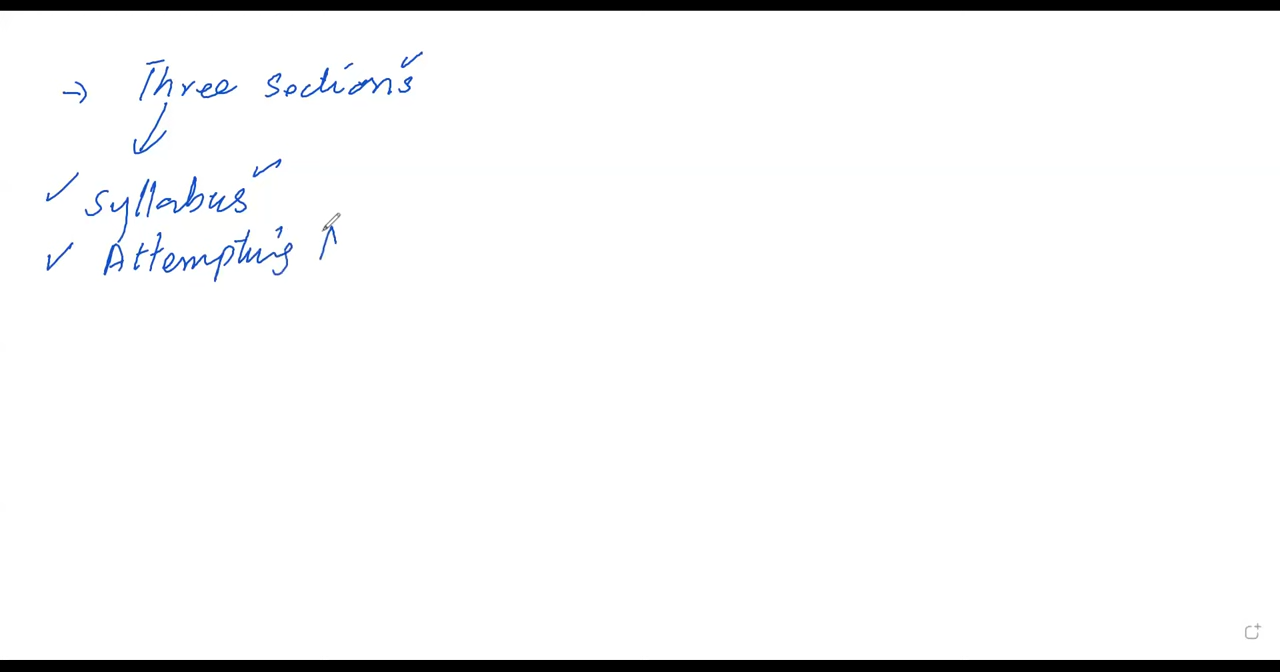 → Three sections
syllabus
Attempting